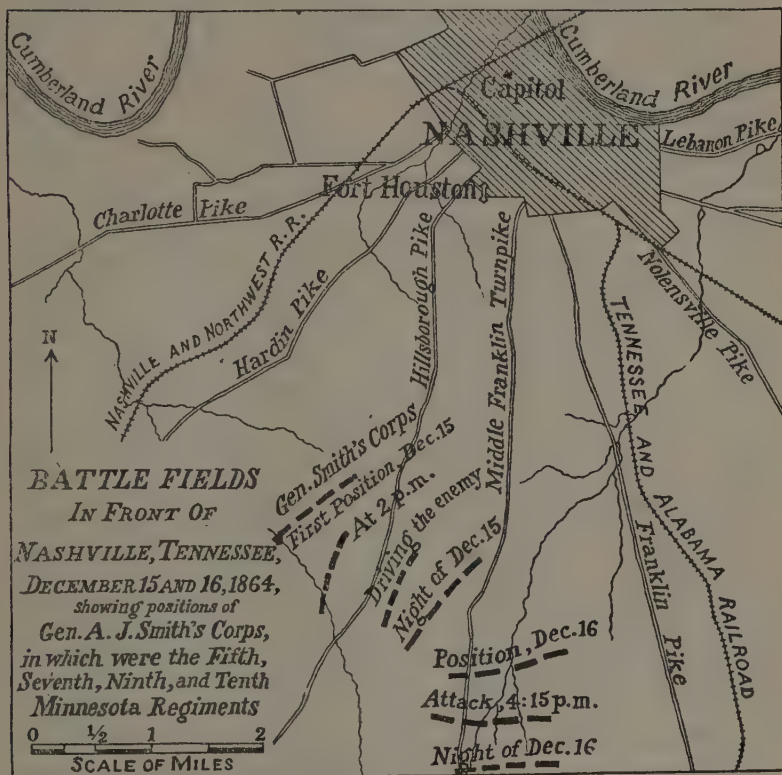 Cumberland River
Capitol
Cumberland River
NASHVILLE
Lebanon Pike
Fort Houston
Charlotte Pike
NASHVILLE AND NORTHWEST R. R.
Hardin Pike
Hillsborough Pike
Middle Franklin Turnpike
Nolensville Pike
TENNESSEE AND ALABAMA RAILROAD
Franklin Pike
N
Gen. Smith's Corps
First Position, Dec. 15
At 2 p.m.
Driving the enemy
Night of Dec. 15
Position, Dec. 16
Attack, 4:15 p.m.
Night of Dec. 16
BATTLE FIELDS
IN FRONT OF
NASHVILLE, TENNESSEE,
DECEMBER 15 AND 16, 1864,
showing positions of
Gen. A. J. Smith's Corps,
in which were the Fifth,
Seventh, Ninth, and Tenth
Minnesota Regiments
0 ½ 1 2
SCALE OF MILES